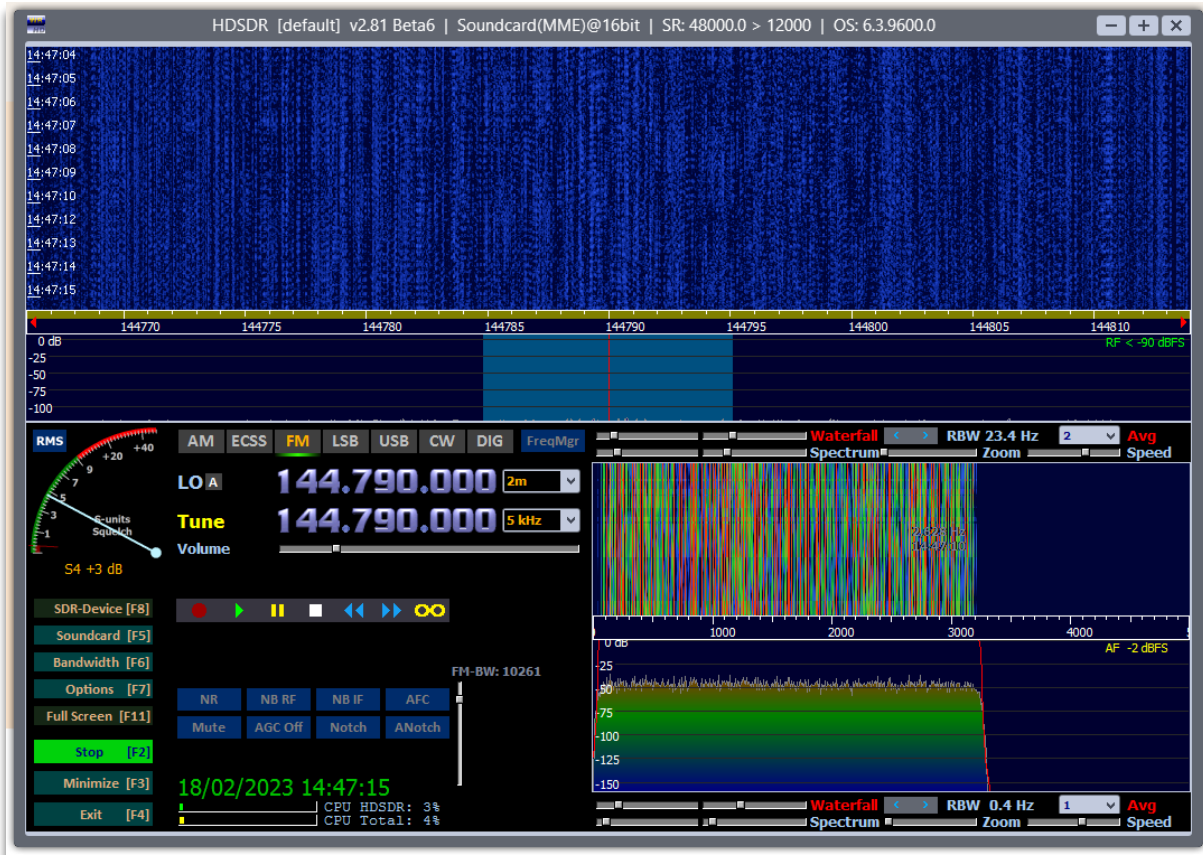 HDSDR [default] v2.81 Beta6 | Soundcard(MME)@16bit | SR: 48000.0 > 12000 | OS: 6.3.9600.0
14:47:04
14:47:05
14:47:06
14:47:07
14:47:08
14:47:09
14:47:10
14:47:12
14:47:13
14:47:14
14:47:15
144770 144775 144780 144785 144790 144795 144800 144805 144810
0 dB RF < -90 dBFS
-25
-50
-75
-100
RMS
+20 +40
9
7
5
3
1
S-units
Squelch
S4 +3 dB
AM ECSS FM LSB USB CW DIG FreqMgr
LO A 144.790.000 2m
Tune 144.790.000 5 kHz
Volume
SDR-Device [F8]
Soundcard [F5]
Bandwidth [F6]
Options [F7]
Full Screen [F11]
Stop [F2]
Minimize [F3]
Exit [F4]
FM-BW: 10261
NR NB RF NB IF AFC
Mute AGC Off Notch ANotch
18/02/2023 14:47:15
CPU HDSDR: 3%
CPU Total: 4%
Waterfall RBW 23.4 Hz 2 Avg
Spectrum Zoom Speed
1000 2000 3000 4000
0 dB AF -2 dBFS
-25
-50
-75
-100
-125
-150
Waterfall RBW 0.4 Hz 1 Avg
Spectrum Zoom Speed